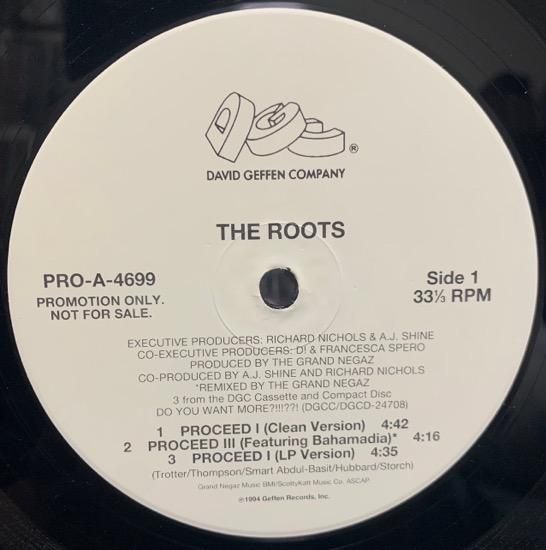 DGC®
DAVID GEFFEN COMPANY
THE ROOTS
PRO-A-4699
PROMOTION ONLY.
NOT FOR SALE.
Side 1
33⅓ RPM
EXECUTIVE PRODUCERS: RICHARD NICHOLS & A.J. SHINE
CO-EXECUTIVE PRODUCERS: D! & FRANCESCA SPERO
PRODUCED BY THE GRAND NEGAZ
CO-PRODUCED BY A.J. SHINE AND RICHARD NICHOLS
*REMIXED BY THE GRAND NEGAZ
3 from the DGC Cassette and Compact Disc
DO YOU WANT MORE?!!!??! (DGCC/DGCD-24708)
1 PROCEED I (Clean Version) 4:42
2 PROCEED III (Featuring Bahamadia)* 4:16
3 PROCEED I (LP Version) 4:35
(Trotter/Thompson/Smart Abdul-Basit/Hubbard/Storch)
Grand Negaz Music BMI/ScottyKatt Music Co. ASCAP
℗1994 Geffen Records, Inc.